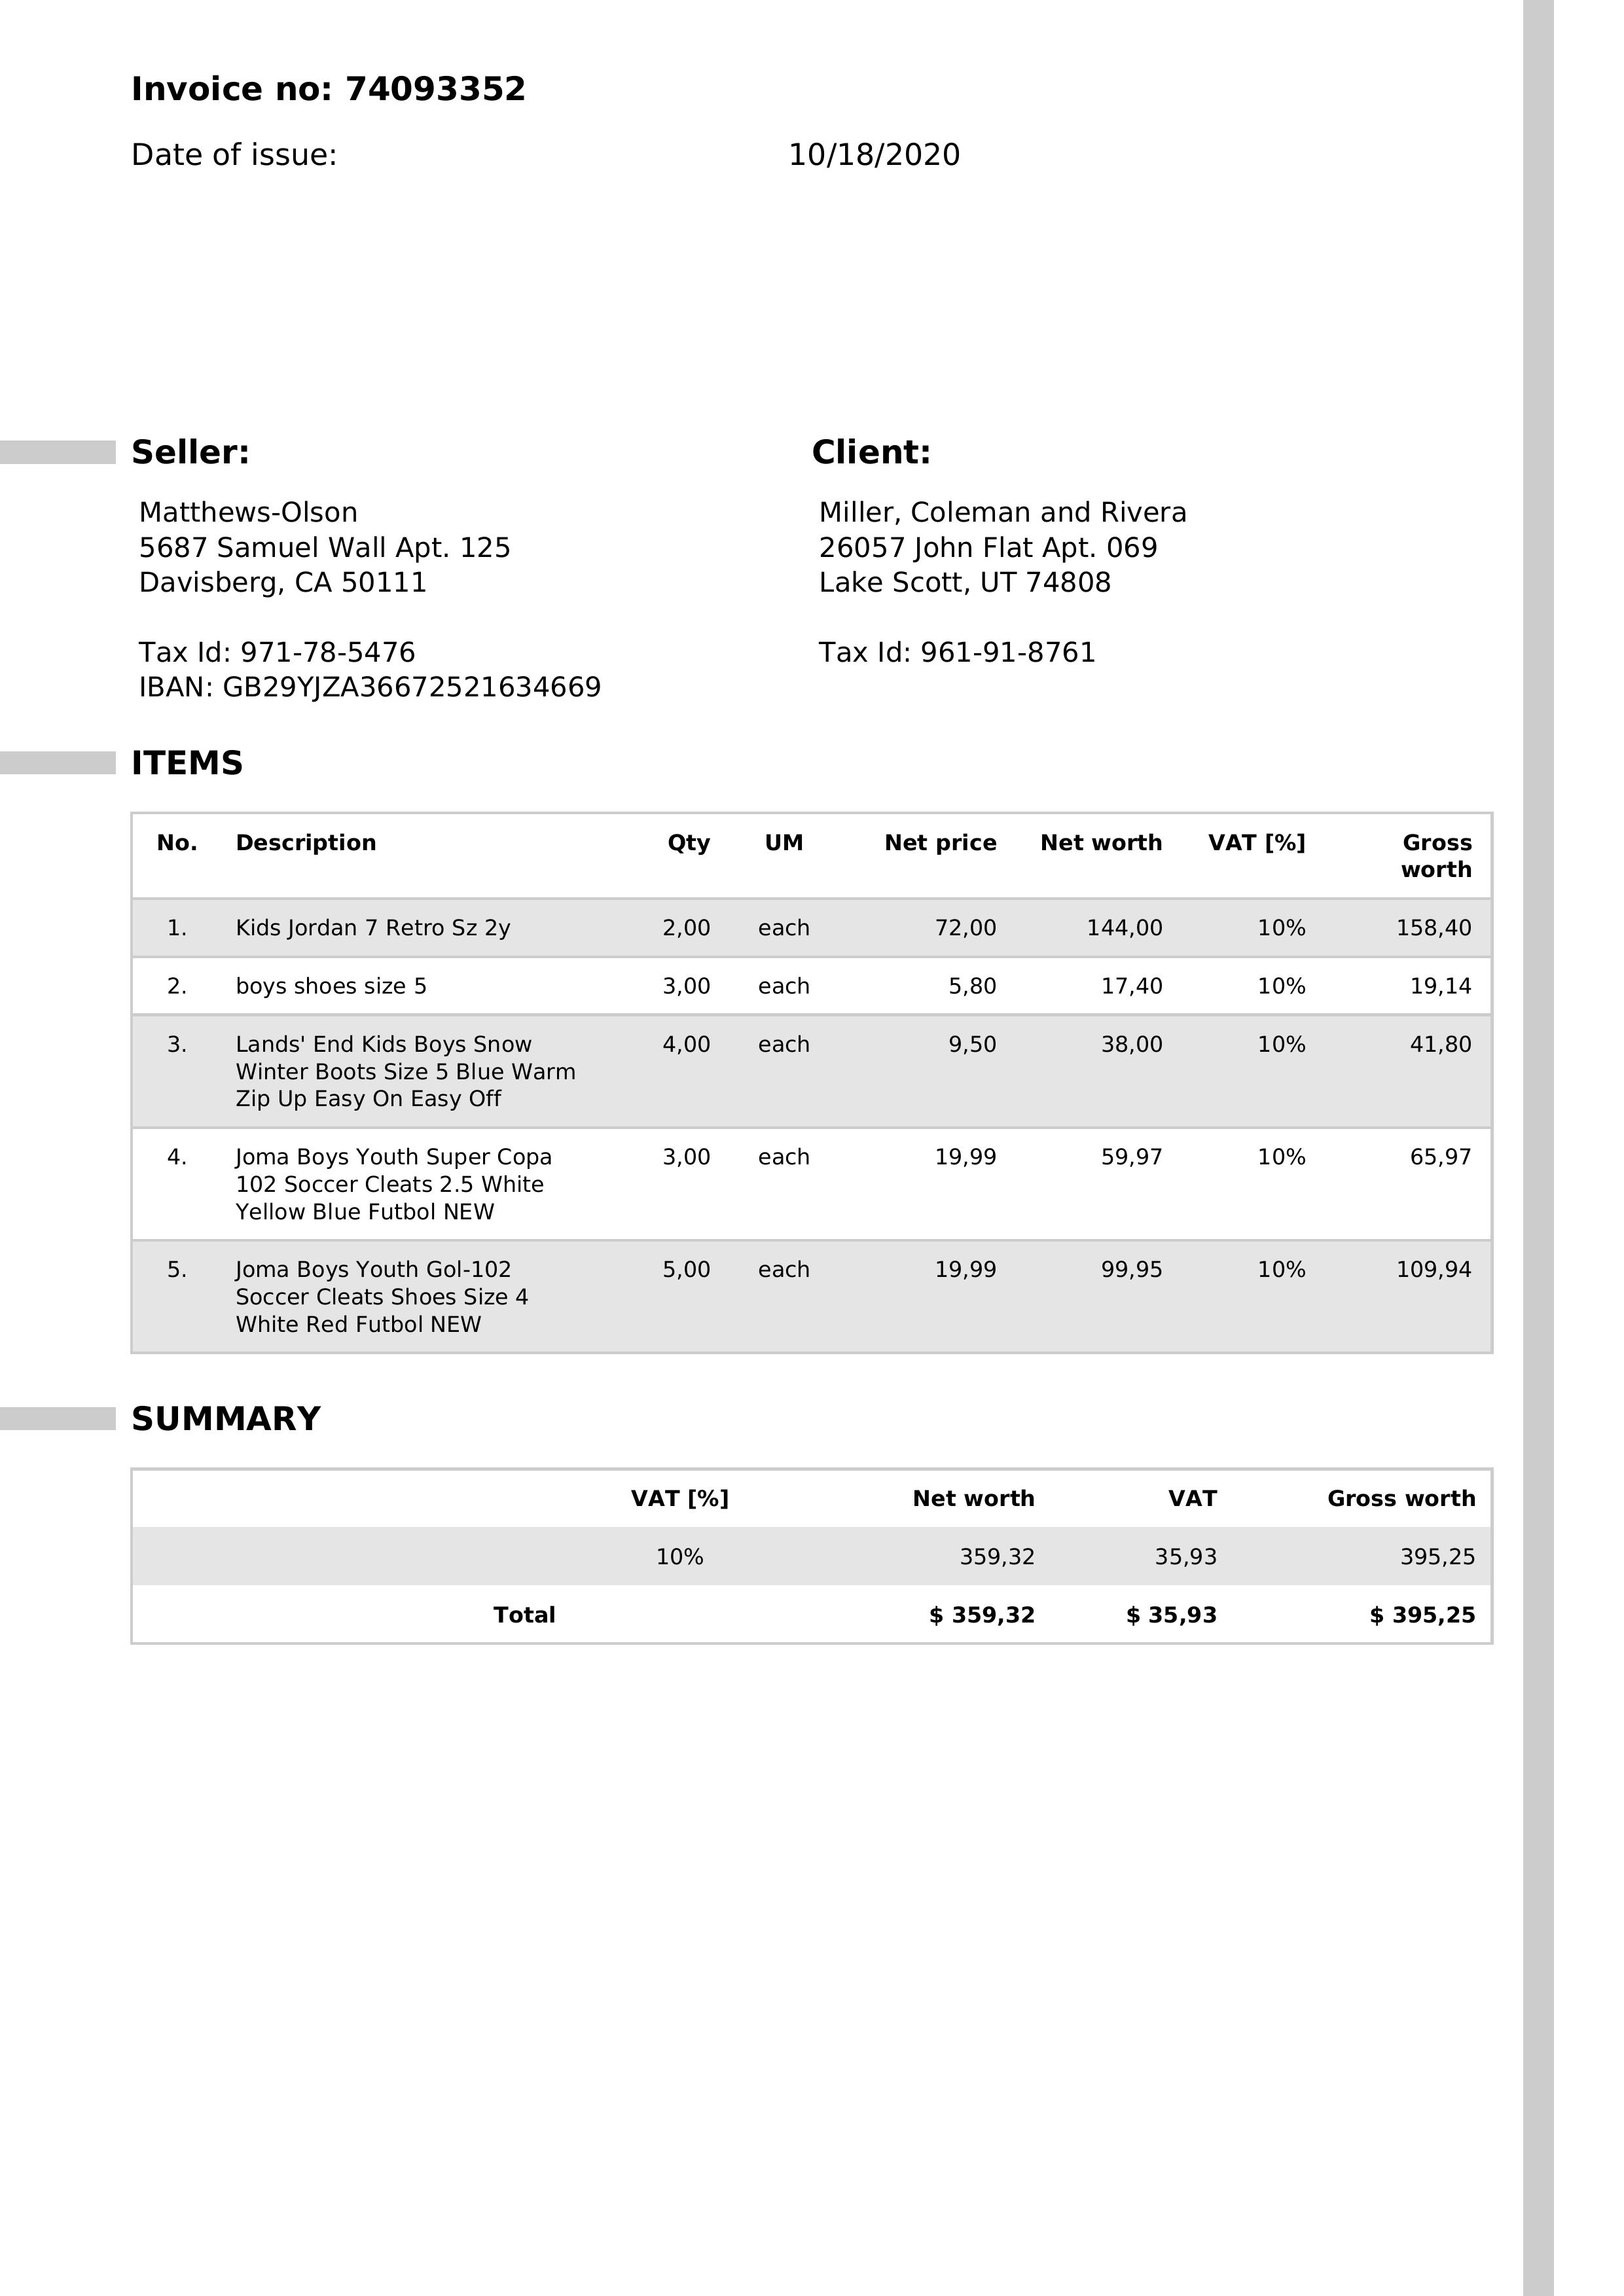 Invoice no: 74093352
Date of issue: 10/18/2020
Seller:
Matthews-Olson
5687 Samuel Wall Apt. 125
Davisberg, CA 50111
Tax Id: 971-78-5476
IBAN: GB29YJZA36672521634669
Client:
Miller, Coleman and Rivera
26057 John Flat Apt. 069
Lake Scott, UT 74808
Tax Id: 961-91-8761
ITEMS
No. Description Qty UM Net price Net worth VAT [%] Gross
worth
1. Kids Jordan 7 Retro Sz 2y 2,00 each 72,00 144,00 10% 158,40
2. boys shoes size 5 3,00 each 5,80 17,40 10% 19,14
3. Lands' End Kids Boys Snow 4,00 each 9,50 38,00 10% 41,80
Winter Boots Size 5 Blue Warm
Zip Up Easy On Easy Off
4. Joma Boys Youth Super Copa 3,00 each 19,99 59,97 10% 65,97
102 Soccer Cleats 2.5 White
Yellow Blue Futbol NEW
5. Joma Boys Youth Gol-102 5,00 each 19,99 99,95 10% 109,94
Soccer Cleats Shoes Size 4
White Red Futbol NEW
SUMMARY
VAT [%] Net worth VAT Gross worth
10% 359,32 35,93 395,25
Total $ 359,32 $ 35,93 $ 395,25